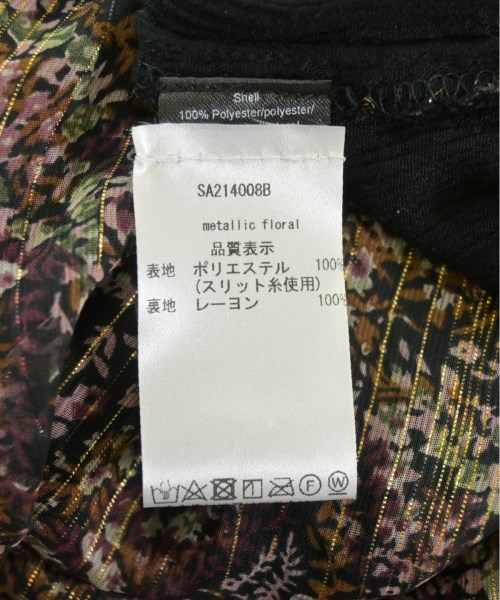 Shell
100% Polyester/polyester/
SA214008B
metallic floral
品質表示
表地 ポリエステル 100%
(スリット糸使用)
裏地 レーヨン 100%
F W